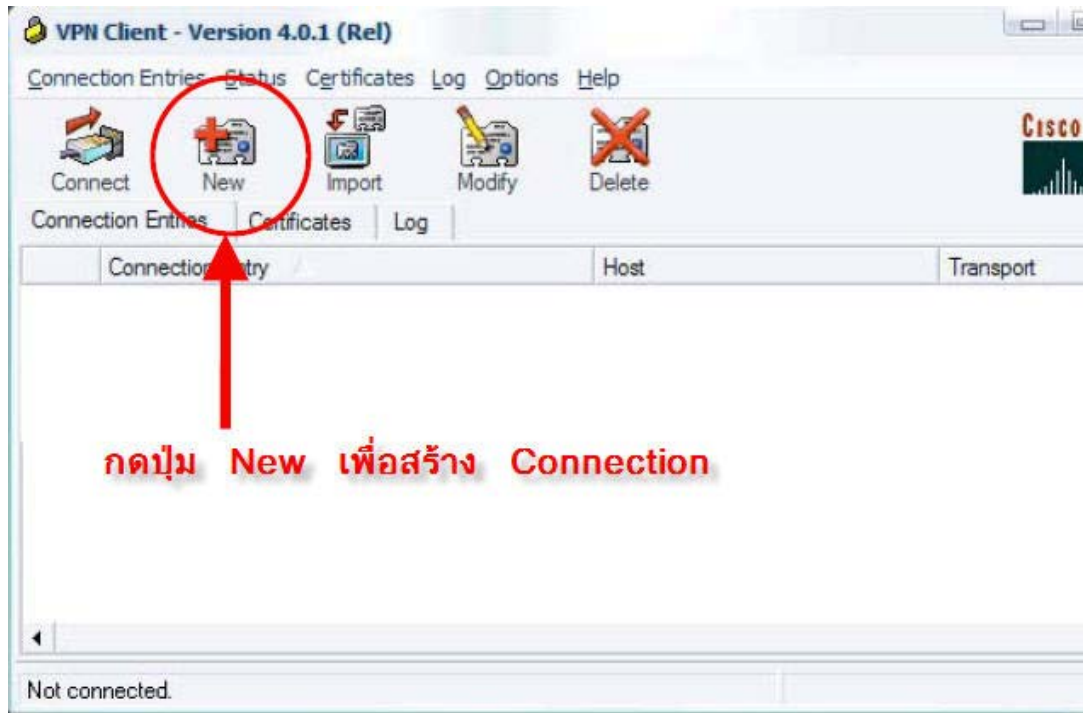 VPN Client - Version 4.0.1 (Rel)
Connection Entries Status Certificates Log Options Help
Cisco
Connect New Import Modify Delete
Connection Entries Certificates Log
Connection Entry Host Transport
กดปุ่ม New เพื่อสร้าง Connection
Not connected.